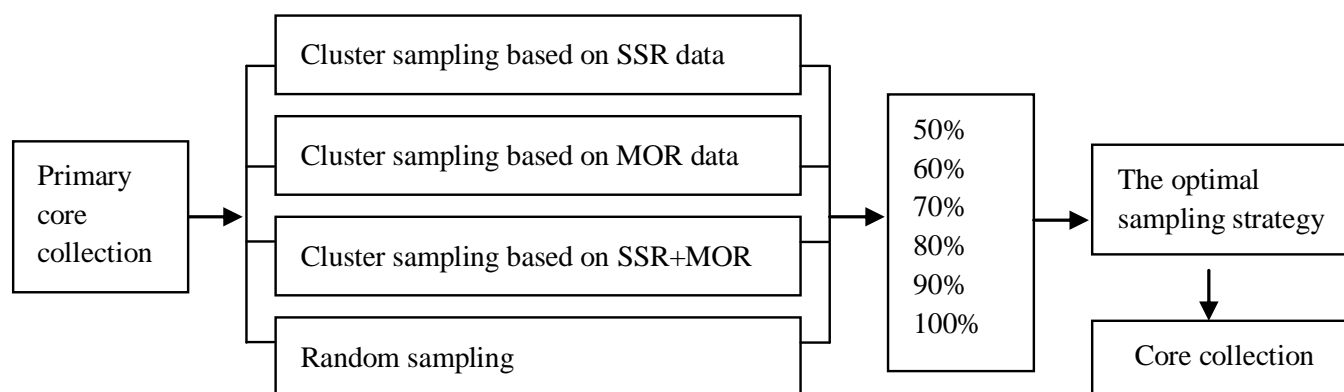 Primary
core
collection
Cluster sampling based on SSR data
Cluster sampling based on MOR data
Cluster sampling based on SSR+MOR
Random sampling
50%
60%
70%
80%
90%
100%
The optimal
sampling strategy
Core collection